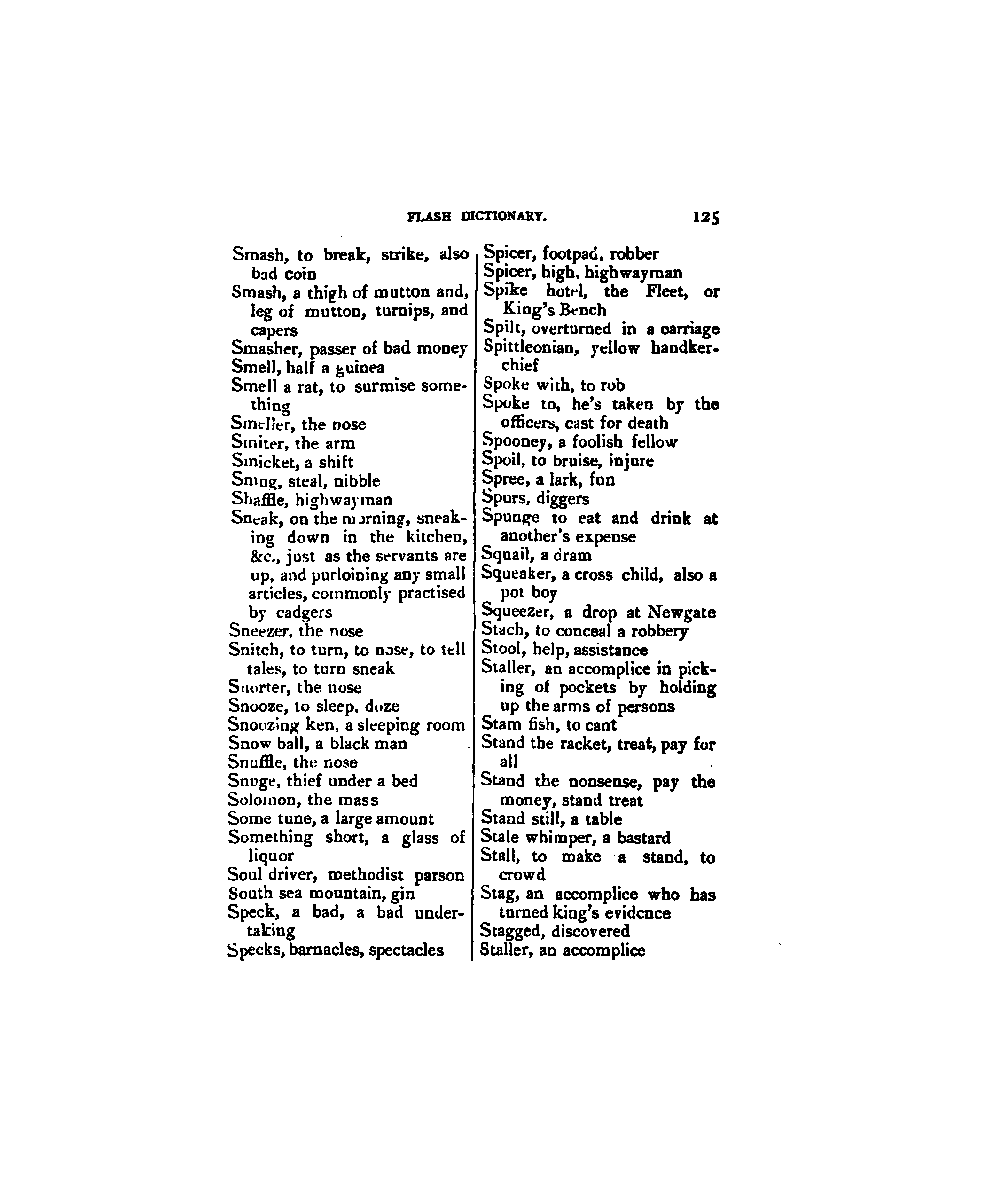 FLASH DICTIONARY. 125
Smash, to break, strike, also
bad coin
Smash, a thigh of mutton and,
leg of mutton, turnips, and
capers
Smasher, passer of bad money
Smell, half a guinea
Smell a rat, to surmise some-
thing
Smeller, the nose
Smiter, the arm
Smicket, a shift
Snng, steal, nibble
Shaffle, highwayman
Sneak, on the morning, sneak-
ing down in the kitchen,
&c., just as the servants are
up, and purloining any small
articles, commonly practised
by cadgers
Sneezer, the nose
Snitch, to turn, to nose, to tell
tales, to turn sneak
Snorter, the nose
Snooze, to sleep, doze
Snoozing ken, a sleeping room
Snow ball, a black man
Snuffle, the nose
Snuge, thief under a bed
Solomon, the mass
Some tune, a large amount
Something short, a glass of
liquor
Soul driver, methodist parson
South sea mountain, gin
Speck, a bad, a bad under-
taking
Specks, barnacles, spectacles
Spicer, footpad, robber
Spicer, high, highwayman
Spike hotel, the Fleet, or
King's Bench
Spilt, overturned in a carriage
Spittleonian, yellow handker-
chief
Spoke with, to rob
Spoke to, he's taken by the
officers, cast for death
Spooney, a foolish fellow
Spoil, to bruise, injure
Spree, a lark, fun
Spurs, diggers
Spunge to eat and drink at
another's expense
Squail, a dram
Squeaker, a cross child, also a
pot boy
Squeezer, a drop at Newgate
Stach, to conceal a robbery
Stool, help, assistance
Staller, an accomplice in pick-
ing of pockets by holding
up the arms of persons
Stam fish, to cant
Stand the racket, treat, pay for
all
Stand the nonsense, pay the
money, stand treat
Stand still, a table
Stale whimper, a bastard
Stall, to make a stand, to
crowd
Stag, an accomplice who has
turned king's evidence
Stagged, discovered
Staller, an accomplice